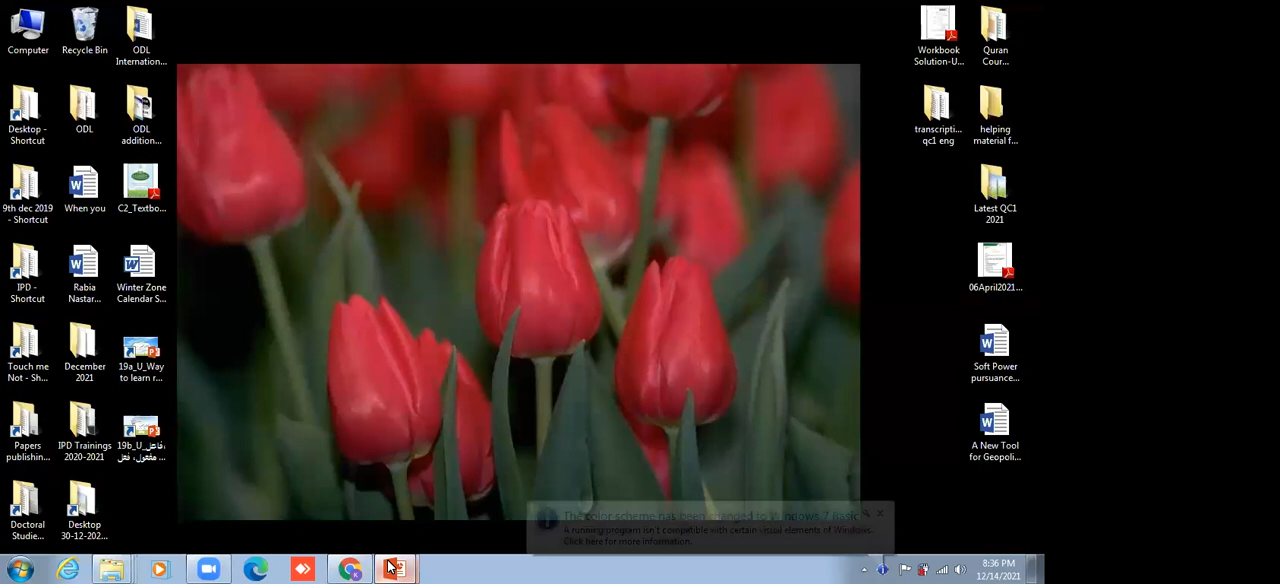 Computer
Recycle Bin
ODL
Internation...
Desktop -
Shortcut
ODL
ODL
addition...
9th dec 2019
- Shortcut
When you
C2_Textbo...
IPD -
Shortcut
Rabia
Nastar...
Winter Zone
Calendar S...
Touch me
Not - Sh...
December
2021
19a_U_Way
to learn r...
Papers
publishin...
IPD Trainings
2020-2021
19b_U_فاعل،
مفعول، فعل ...
Doctoral
Studie...
Desktop
30-12-202...
Workbook
Solution-U...
Quran
Cour...
transcripti...
qc1 eng
helping
material f...
Latest QC1
2021
06April2021...
Soft Power
pursuance...
A New Tool
for Geopoli...
The color scheme has been changed to Windows 7 Basic
A running program isn't compatible with certain visual elements of Windows.
Click here for more information.
8:36 PM
12/14/2021